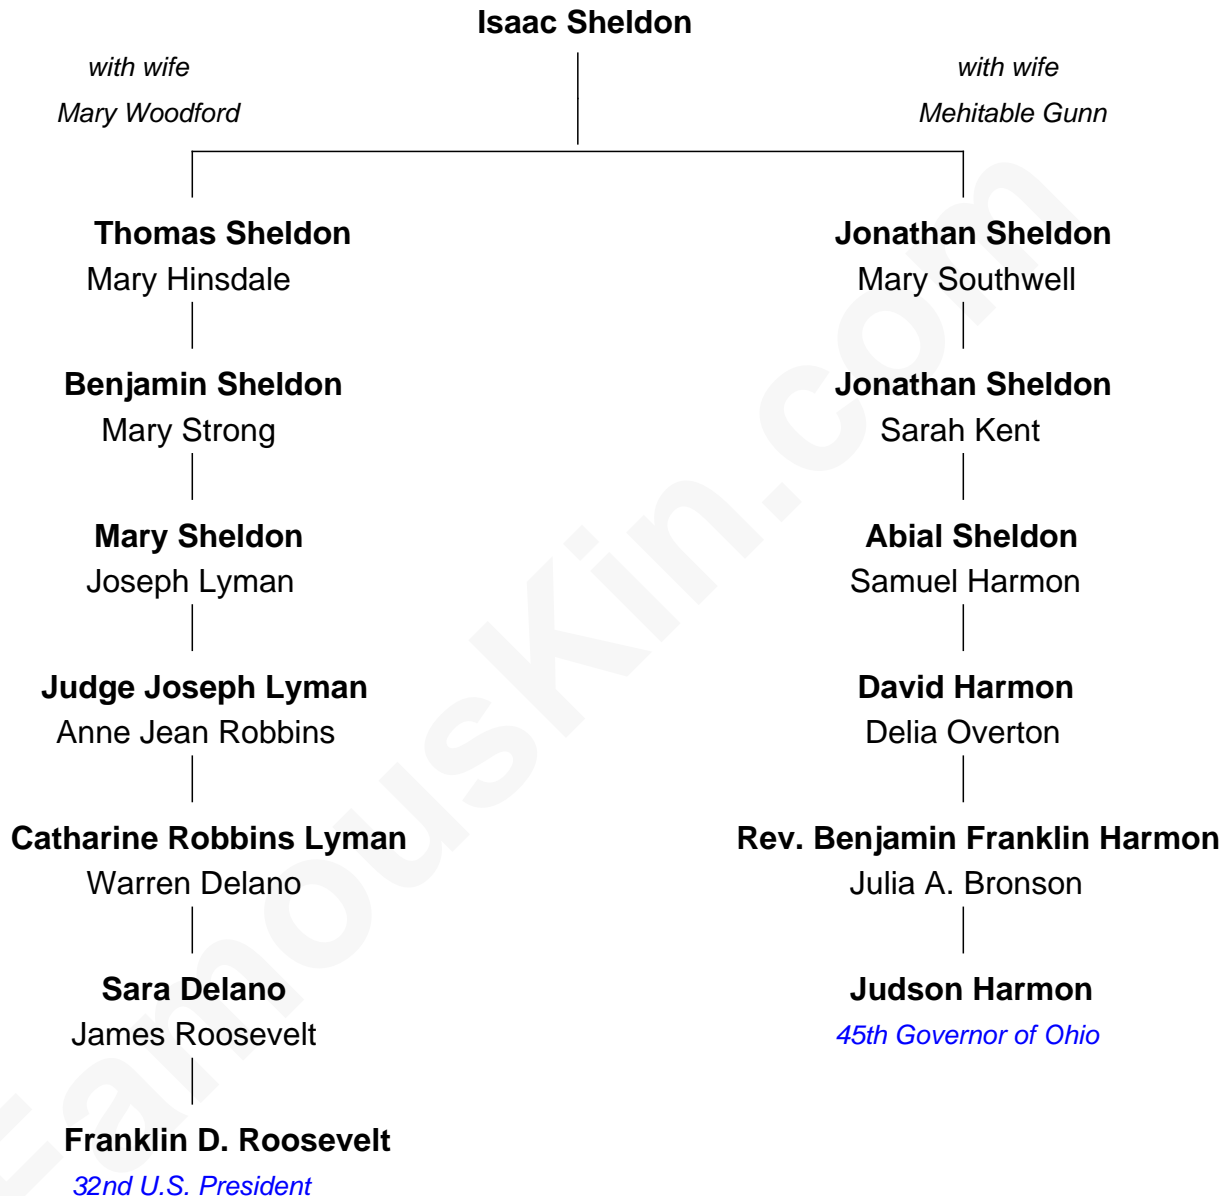 Isaac Sheldon
with wife
Mary Woodford
with wife
Mehitable Gunn
Thomas Sheldon
Mary Hinsdale
Jonathan Sheldon
Mary Southwell
Benjamin Sheldon
Mary Strong
Jonathan Sheldon
Sarah Kent
Mary Sheldon
Joseph Lyman
Abial Sheldon
Samuel Harmon
Judge Joseph Lyman
Anne Jean Robbins
David Harmon
Delia Overton
Catharine Robbins Lyman
Warren Delano
Rev. Benjamin Franklin Harmon
Julia A. Bronson
Sara Delano
James Roosevelt
Judson Harmon
45th Governor of Ohio
Franklin D. Roosevelt
32nd U.S. President
FamousKin.com